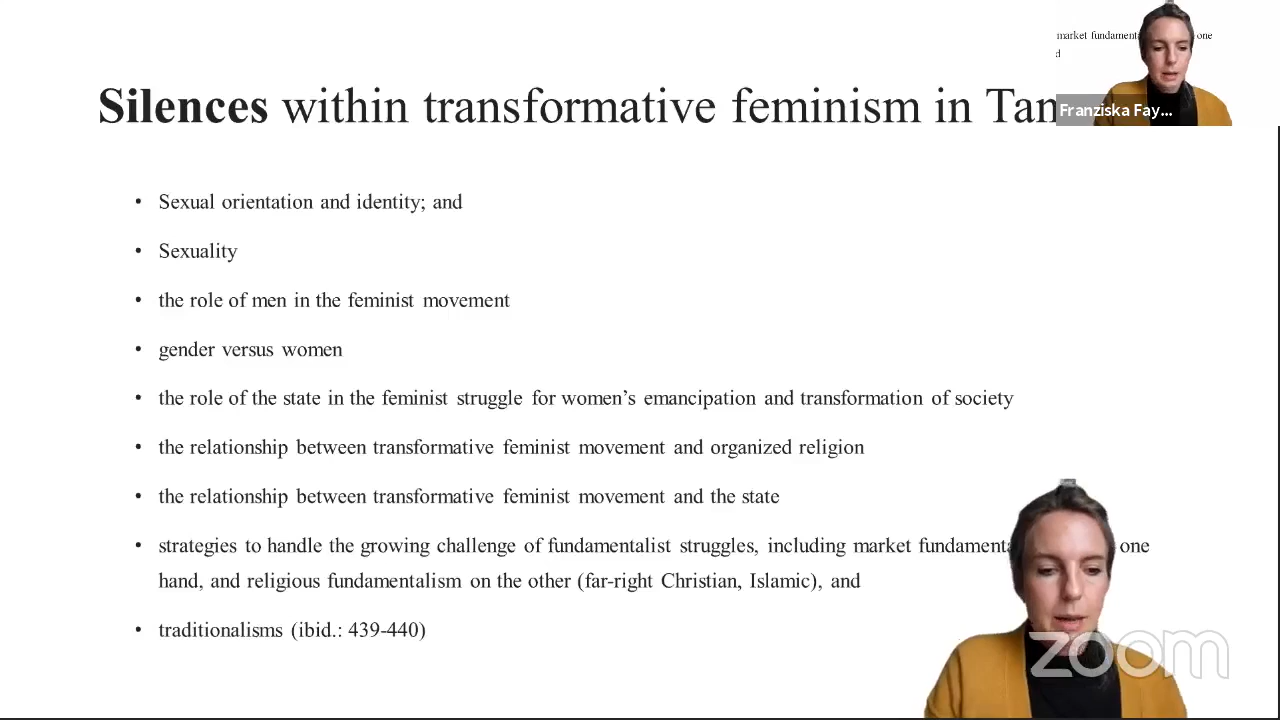 market fundament one
d
Silences within transformative feminism in Tan
Franziska Fay...
• Sexual orientation and identity; and
• Sexuality
• the role of men in the feminist movement
• gender versus women
• the role of the state in the feminist struggle for women’s emancipation and transformation of society
• the relationship between transformative feminist movement and organized religion
• the relationship between transformative feminist movement and the state
• strategies to handle the growing challenge of fundamentalist struggles, including market fundamenta one
hand, and religious fundamentalism on the other (far-right Christian, Islamic), and
• traditionalisms (ibid.: 439-440)
zoom